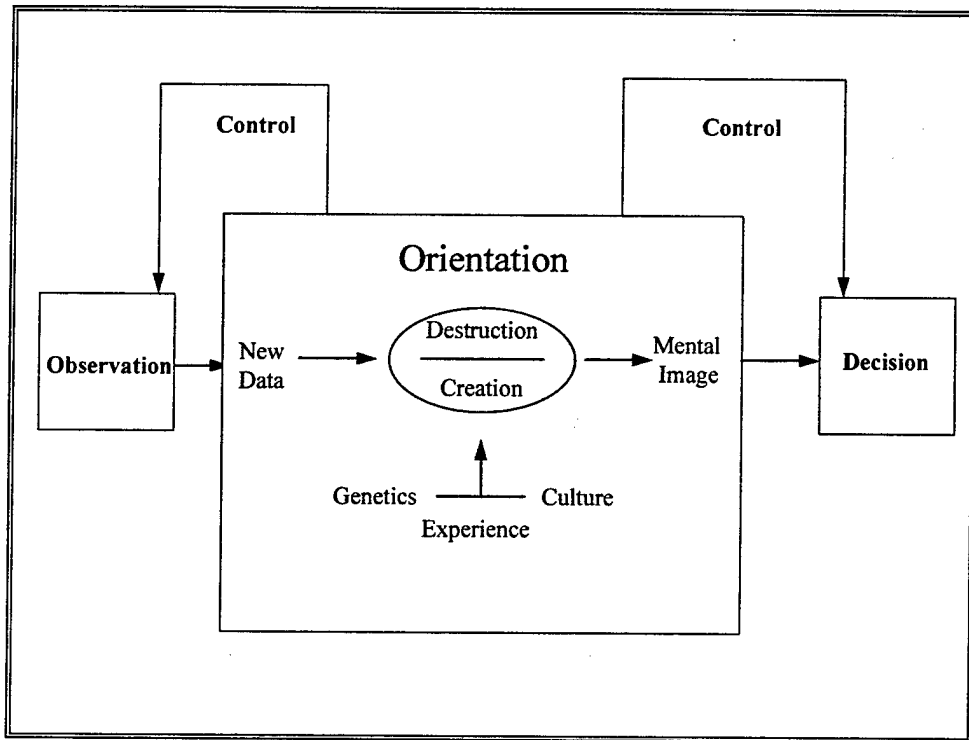 Control
Control
Orientation
Observation
New
Data
Destruction
Creation
Mental
Image
Decision
Genetics
Culture
Experience